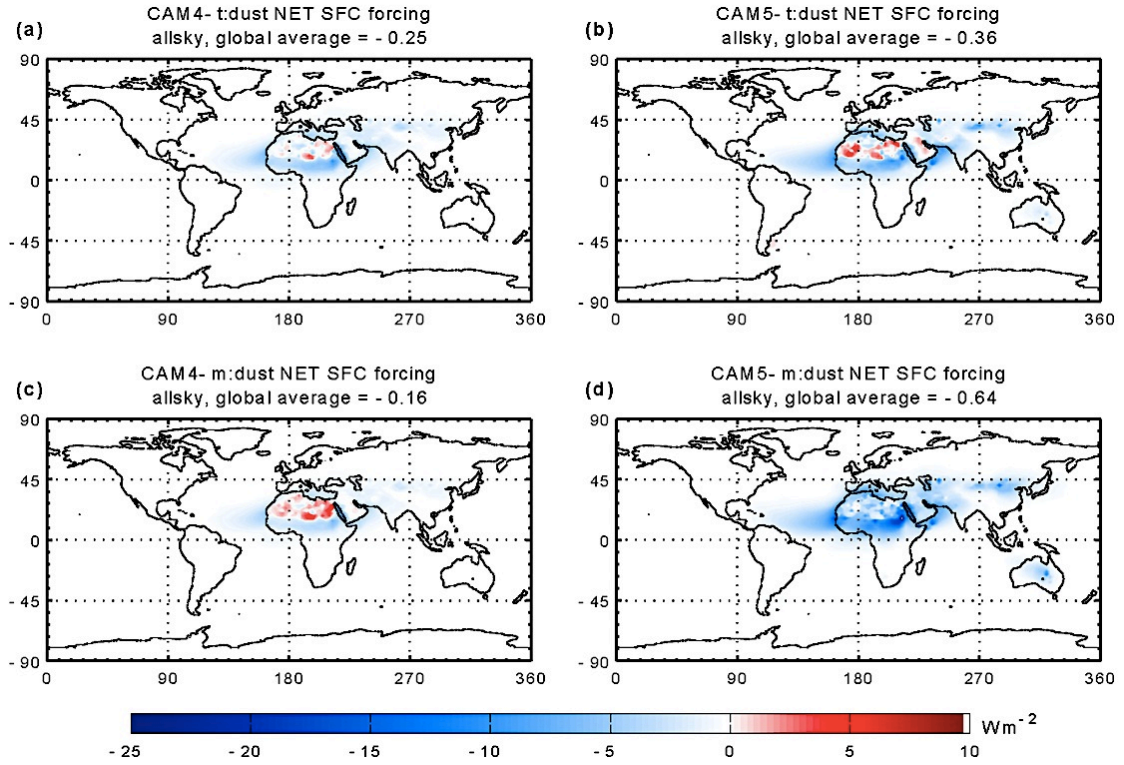 (a)
CAM4- t:dust NET SFC forcing
allsky, global average = - 0.25
90
45
0
- 45
- 90
0 90 180 270 360
(b)
CAM5- t:dust NET SFC forcing
allsky, global average = - 0.36
90
45
0
- 45
- 90
0 90 180 270 360
(c)
CAM4- m:dust NET SFC forcing
allsky, global average = - 0.16
90
45
0
- 45
- 90
0 90 180 270 360
(d)
CAM5- m:dust NET SFC forcing
allsky, global average = - 0.64
90
45
0
- 45
- 90
0 90 180 270 360
Wm⁻²
- 25 - 20 - 15 - 10 - 5 0 5 10